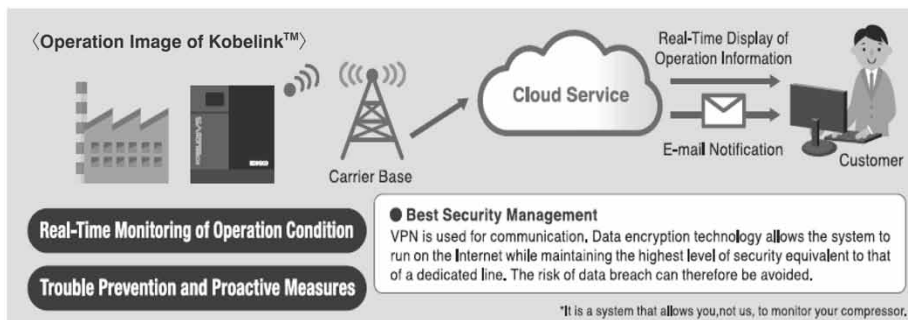 〈Operation Image of Kobelink™〉
Real-Time Display of
Operation Information
Cloud Service
E-mail Notification
Customer
Carrier Base
KOBELCO
Real-Time Monitoring of Operation Condition
Trouble Prevention and Proactive Measures
● Best Security Management
VPN is used for communication. Data encryption technology allows the system to
run on the Internet while maintaining the highest level of security equivalent to that
of a dedicated line. The risk of data breach can therefore be avoided.
*It is a system that allows you,not us, to monitor your compressor.